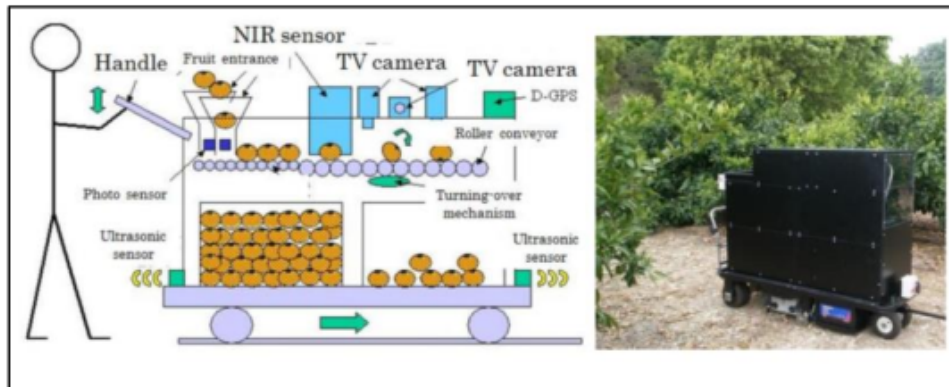 NIR sensor
Handle
Fruit entrance
TV camera
TV camera
D-GPS
Roller conveyor
Photo sensor
Turning-over
mechanism
Ultrasonic
sensor
Ultrasonic
sensor